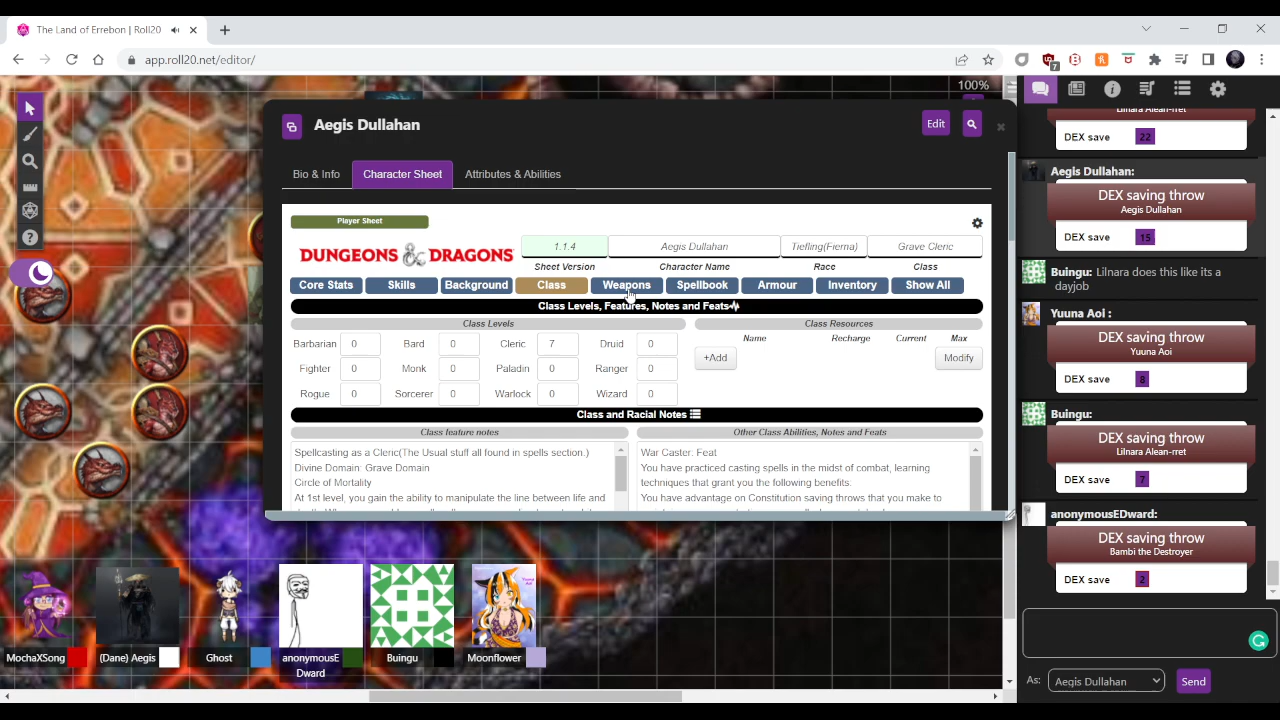 The Land of Errebon | Roll20
app.roll20.net/editor/
7
100%
Aegis Dullahan
Edit
Bio & Info
Character Sheet
Attributes & Abilities
Player Sheet
DUNGEONS & DRAGONS
1.1.4
Aegis Dullahan
Tiefling(Fierna)
Grave Cleric
Sheet Version
Character Name
Race
Class
Core Stats
Skills
Background
Class
Weapons
Spellbook
Armour
Inventory
Show All
Class Levels, Features, Notes and Feats
Class Levels
Barbarian 0 Bard 0 Cleric 7 Druid 0
Fighter 0 Monk 0 Paladin 0 Ranger 0
Rogue 0 Sorcerer 0 Warlock 0 Wizard 0
Class Resources
Name Recharge Current Max
+Add
Modify
Class and Racial Notes
Class feature notes
Spellcasting as a Cleric(The Usual stuff all found in spells section.)
Divine Domain: Grave Domain
Circle of Mortality
At 1st level, you gain the ability to manipulate the line between life and
Other Class Abilities, Notes and Feats
War Caster: Feat
You have practiced casting spells in the midst of combat, learning
techniques that grant you the following benefits:
You have advantage on Constitution saving throws that you make to
MochaXSong
(Dane) Aegis
Ghost
anonymousE
Dward
Buingu
Moonflower
Lilnara Alean-rret
DEX save 22
Aegis Dullahan:
DEX saving throw
Aegis Dullahan
DEX save 15
Buingu: Lilnara does this like its a
dayjob
Yuuna Aoi :
DEX saving throw
Yuuna Aoi
DEX save 8
Buingu:
DEX saving throw
Lilnara Alean-rret
DEX save 7
anonymousEDward:
DEX saving throw
Bambi the Destroyer
DEX save 2
As:
Aegis Dullahan
Send